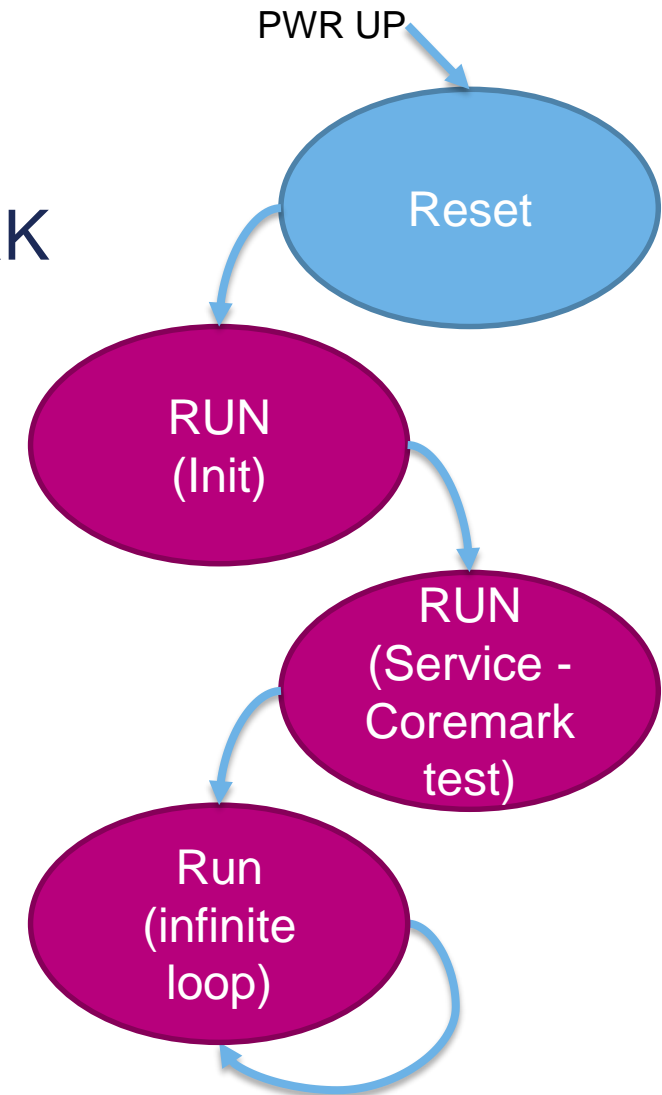 PWR UP
Reset
K
RUN
(Init)
RUN
(Service -
Coremark
test)
Run
(infinite
loop)